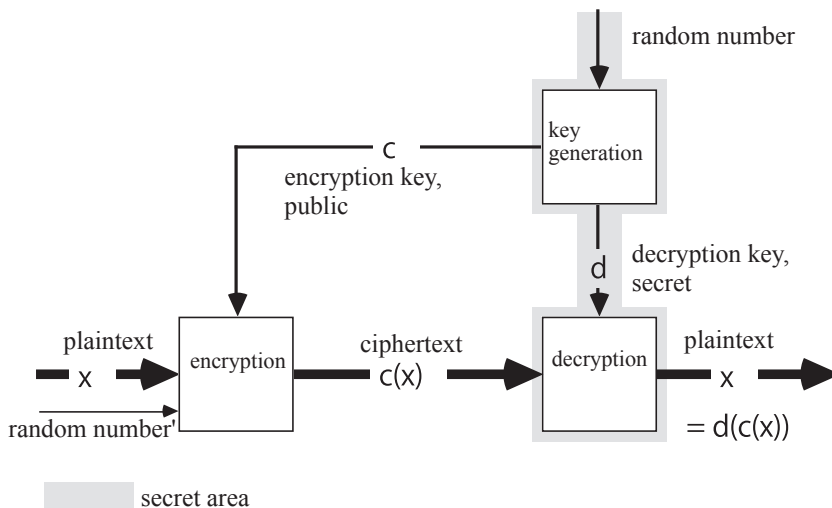 random number
key
generation
c
encryption key,
public
d
decryption key,
secret
plaintext
x
random number'
encryption
ciphertext
c(x)
decryption
plaintext
x
= d(c(x))
secret area